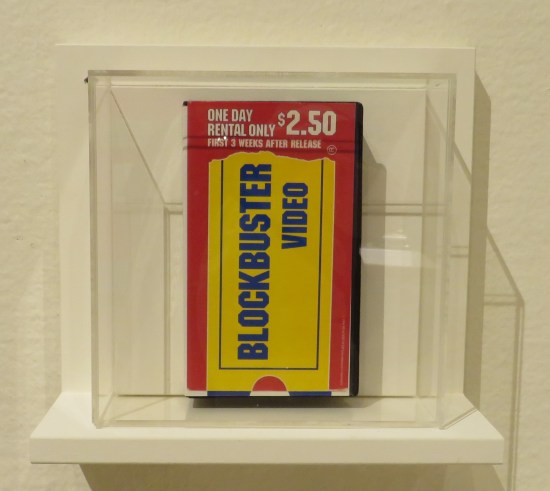 ONE DAY
RENTAL ONLY $2.50
FIRST 3 WEEKS AFTER RELEASE
BLOCKBUSTER
VIDEO